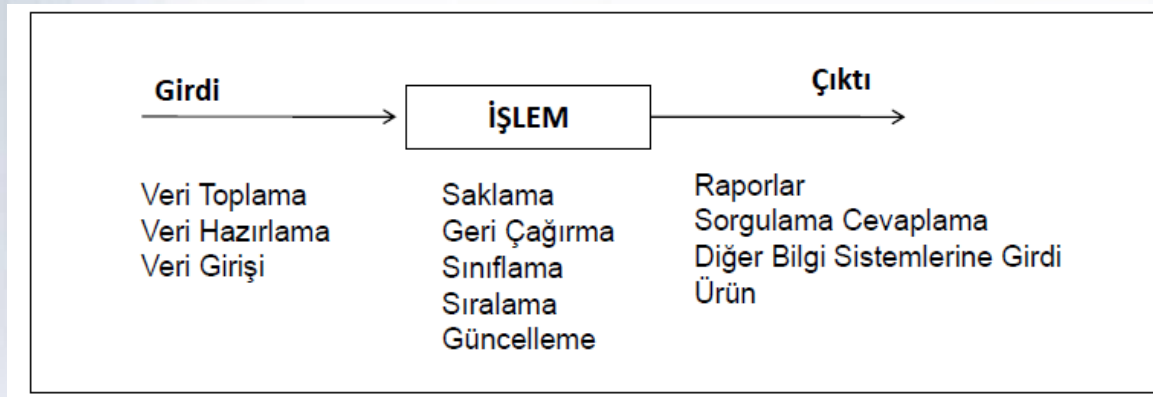 Girdi
İŞLEM
Çıktı
Veri Toplama
Veri Hazırlama
Veri Girişi
Saklama
Geri Çağırma
Sınıflama
Sıralama
Güncelleme
Raporlar
Sorgulama Cevaplama
Diğer Bilgi Sistemlerine Girdi
Ürün